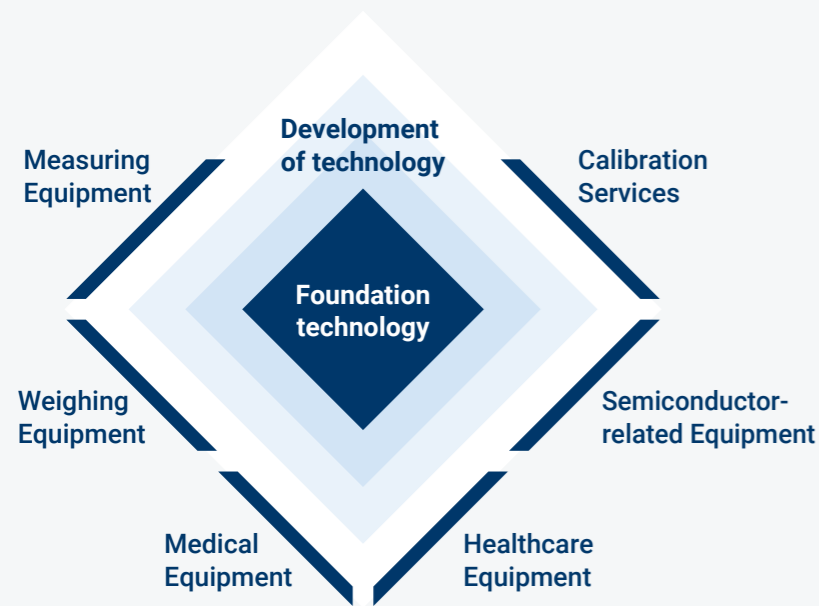 Development
of technology
Measuring
Equipment
Calibration
Services
Foundation
technology
Weighing
Equipment
Semiconductor-
related Equipment
Medical
Equipment
Healthcare
Equipment